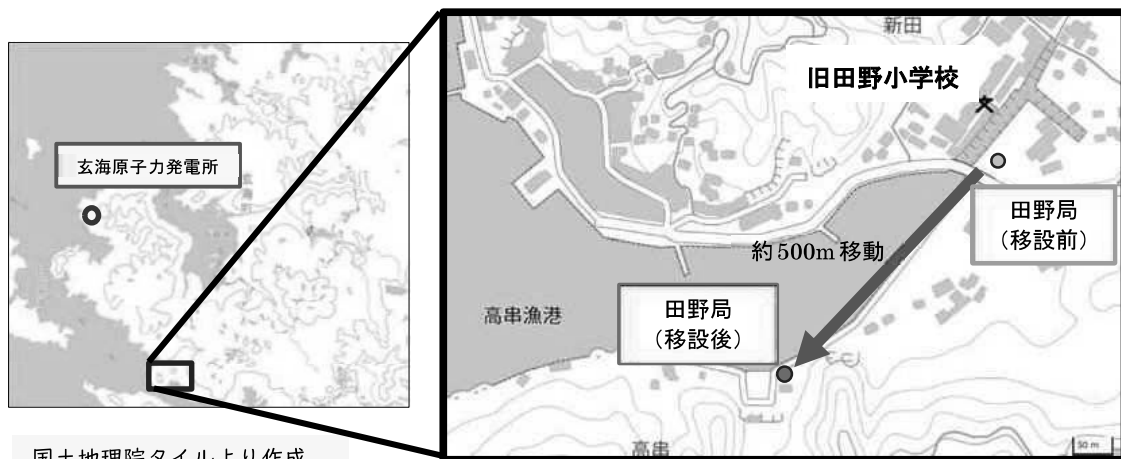 新田
旧田野小学校
玄海原子力発電所
田野局
（移設前）
約500m 移動
田野局
（移設後）
高串漁港
高串
50 m
国土地理院タイルより作成